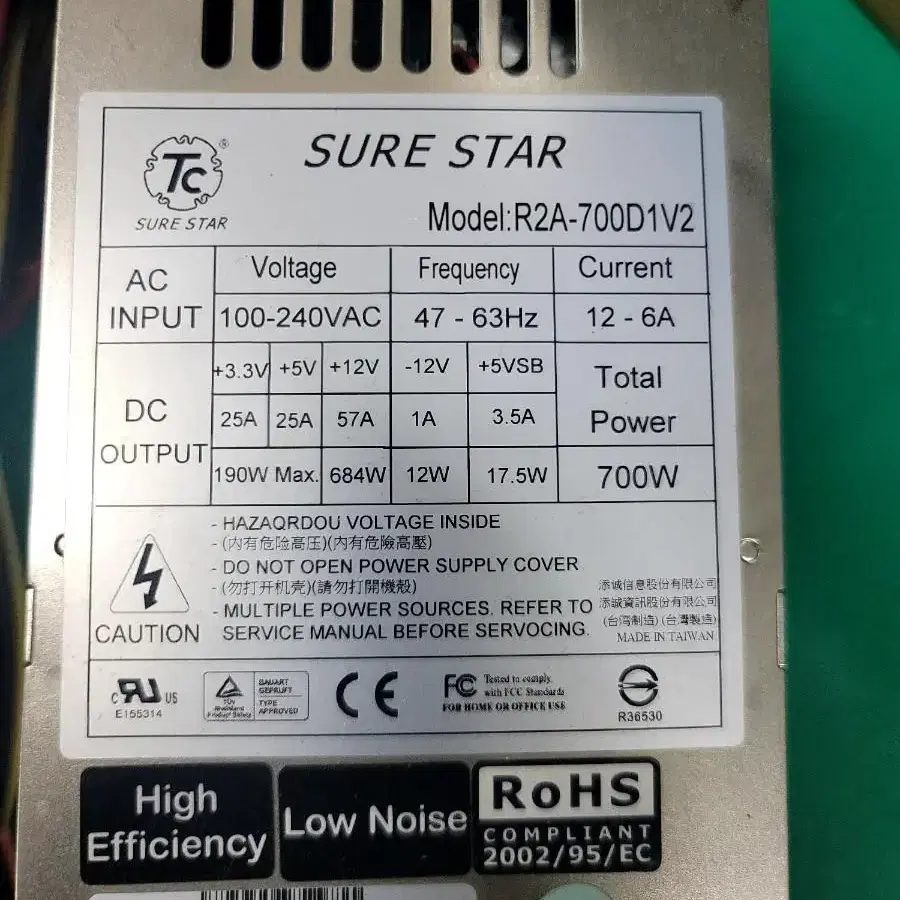 TC®
SURE STAR
SURE STAR
Model:R2A-700D1V2
AC INPUT
Voltage Frequency Current
100-240VAC 47 - 63Hz 12 - 6A
DC OUTPUT
+3.3V +5V +12V -12V +5VSB
Total Power
25A 25A 57A 1A 3.5A
190W Max. 684W 12W 17.5W 700W
CAUTION
- HAZAQRDOU VOLTAGE INSIDE
- (内有危险高压)(内有危險高壓)
- DO NOT OPEN POWER SUPPLY COVER
- (勿打开机壳)(請勿打開機殼)
- MULTIPLE POWER SOURCES. REFER TO
SERVICE MANUAL BEFORE SERVOCING.
添诚信息股份有限公司
添誠資訊股份有限公司
(台湾制造)(台灣製造)
MADE IN TAIWAN
c RU US
E155314
TÜV
Rheinland
Product Safety
BAUART
GEPRÜFT
TYPE
APPROVED
CE
FC Tested to comply
with FCC Standards
FOR HOME OR OFFICE USE
R36530
High
Efficiency
Low Noise
RoHS
COMPLIANT
2002/95/EC